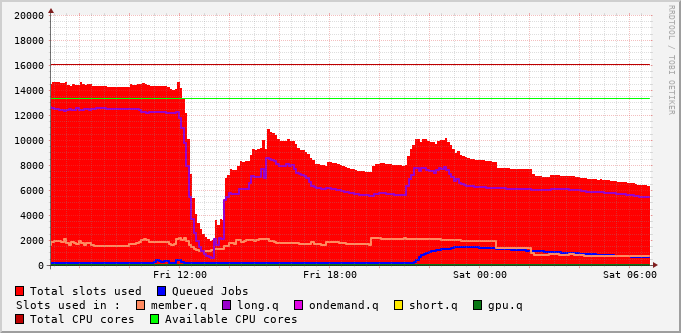 20000
18000
16000
14000
12000
10000
8000
6000
4000
2000
0
Fri 12:00 Fri 18:00 Sat 00:00 Sat 06:00
Total slots used Queued Jobs
Slots used in : member.q long.q ondemand.q short.q gpu.q
Total CPU cores Available CPU cores
RRDTOOL / TOBI OETIKER